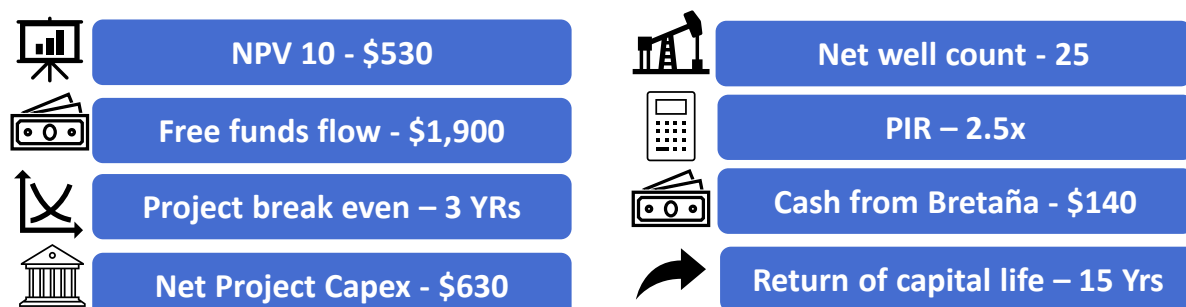 NPV 10 - $530
Free funds flow - $1,900
Project break even – 3 YRs
Net Project Capex - $630
Net well count - 25
PIR – 2.5x
Cash from Bretaña - $140
Return of capital life – 15 Yrs